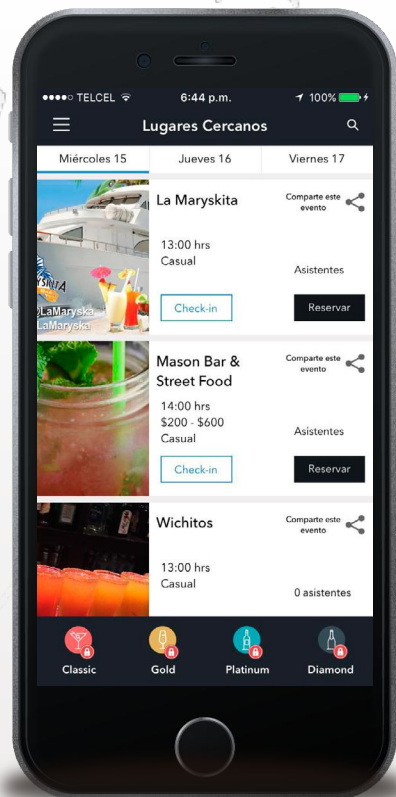 TELCEL 6:44 p.m. 100%
Lugares Cercanos
Miércoles 15 Jueves 16 Viernes 17
La Maryskita
Comparte este
evento
13:00 hrs
Casual
Asistentes
Check-in Reservar
@LaMaryska
LaMaryska
Mason Bar &
Street Food
Comparte este
evento
14:00 hrs
$200 - $600
Casual
Asistentes
Check-in Reservar
Wichitos
Comparte este
evento
13:00 hrs
Casual
0 asistentes
Classic Gold Platinum Diamond